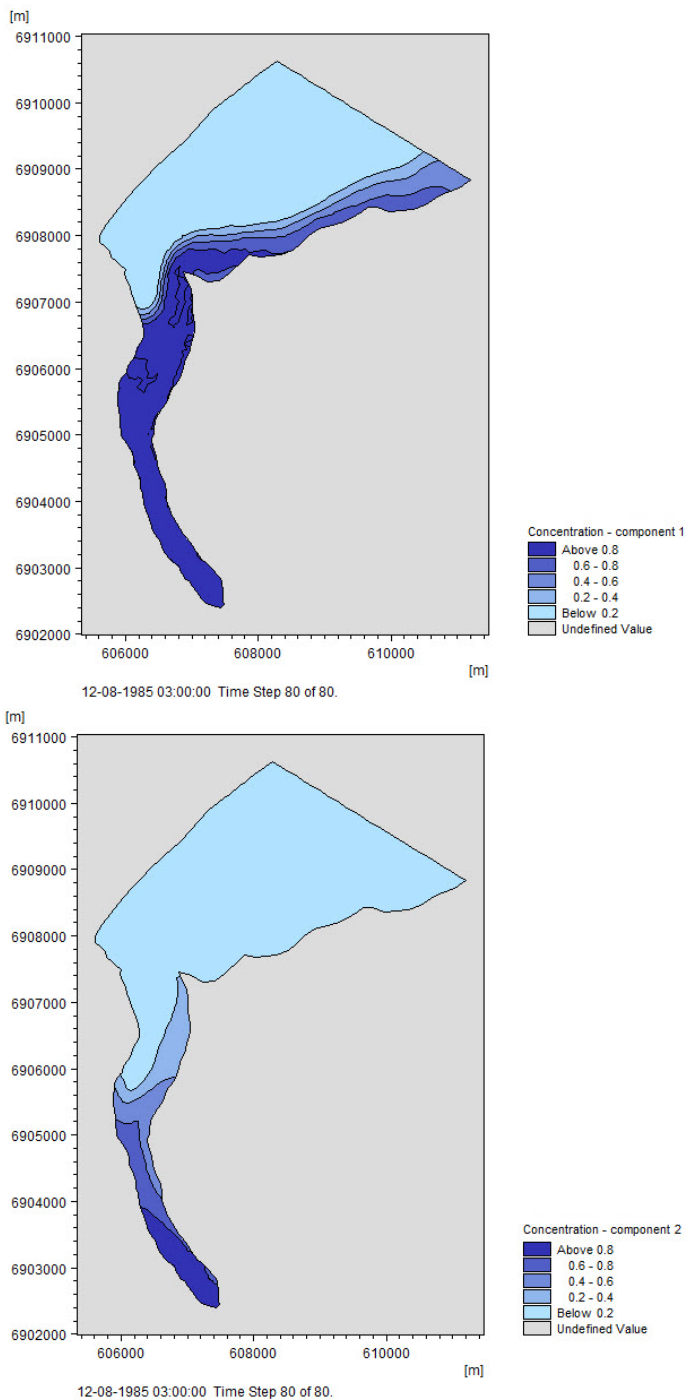 [m]
6911000
6910000
6909000
6908000
6907000
6906000
6905000
6904000
6903000
6902000
606000 608000 610000
[m]
Concentration - component 1
Above 0.8
0.6 - 0.8
0.4 - 0.6
0.2 - 0.4
Below 0.2
Undefined Value
12-08-1985 03:00:00 Time Step 80 of 80.
[m]
6911000
6910000
6909000
6908000
6907000
6906000
6905000
6904000
6903000
6902000
606000 608000 610000
[m]
Concentration - component 2
Above 0.8
0.6 - 0.8
0.4 - 0.6
0.2 - 0.4
Below 0.2
Undefined Value
12-08-1985 03:00:00 Time Step 80 of 80.